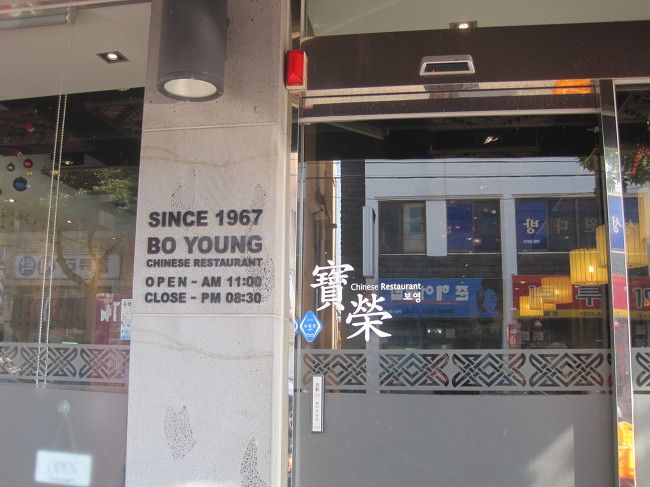 SINCE 1967
BO YOUNG
CHINESE RESTAURANT
OPEN - AM 11:00
CLOSE - PM 08:30
寶榮
Chinese Restaurant
보영
OPEN